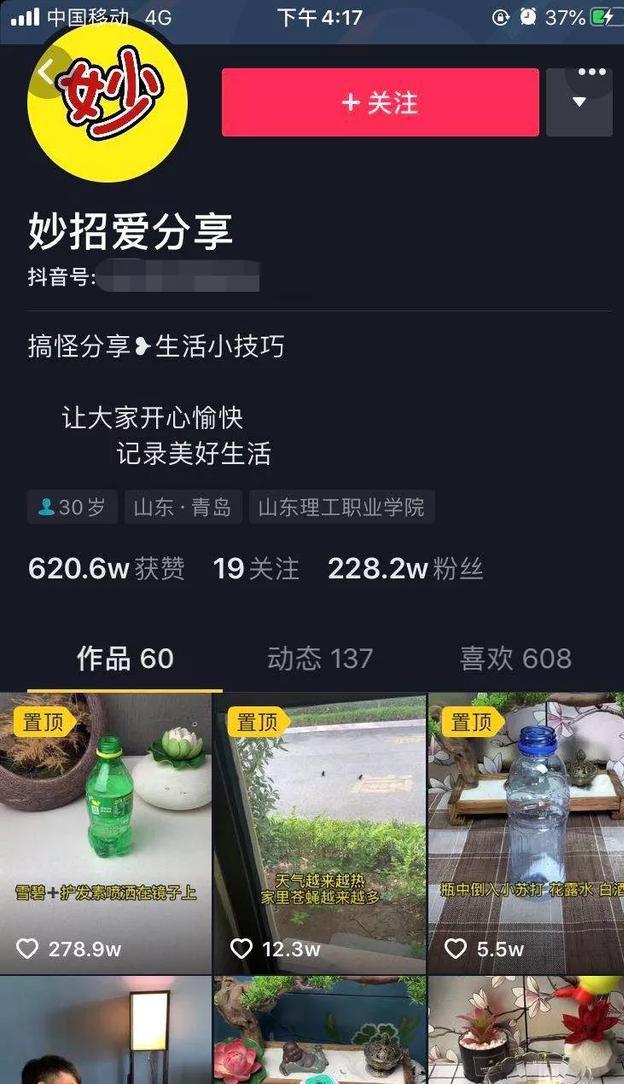 中国移动 4G 下午4:17 37%
妙
+ 关注
妙招爱分享
抖音号:
搞怪分享❥生活小技巧
让大家开心愉快
记录美好生活
30岁 山东·青岛 山东理工职业学院
620.6w获赞 19关注 228.2w粉丝
作品 60 动态 137 喜欢 608
置顶 置顶 置顶
雪碧+护发素喷洒在镜子上
天气越来越热
家里苍蝇越来越多
瓶中倒入小苏打 花露水 白酒
278.9w 12.3w 5.5w